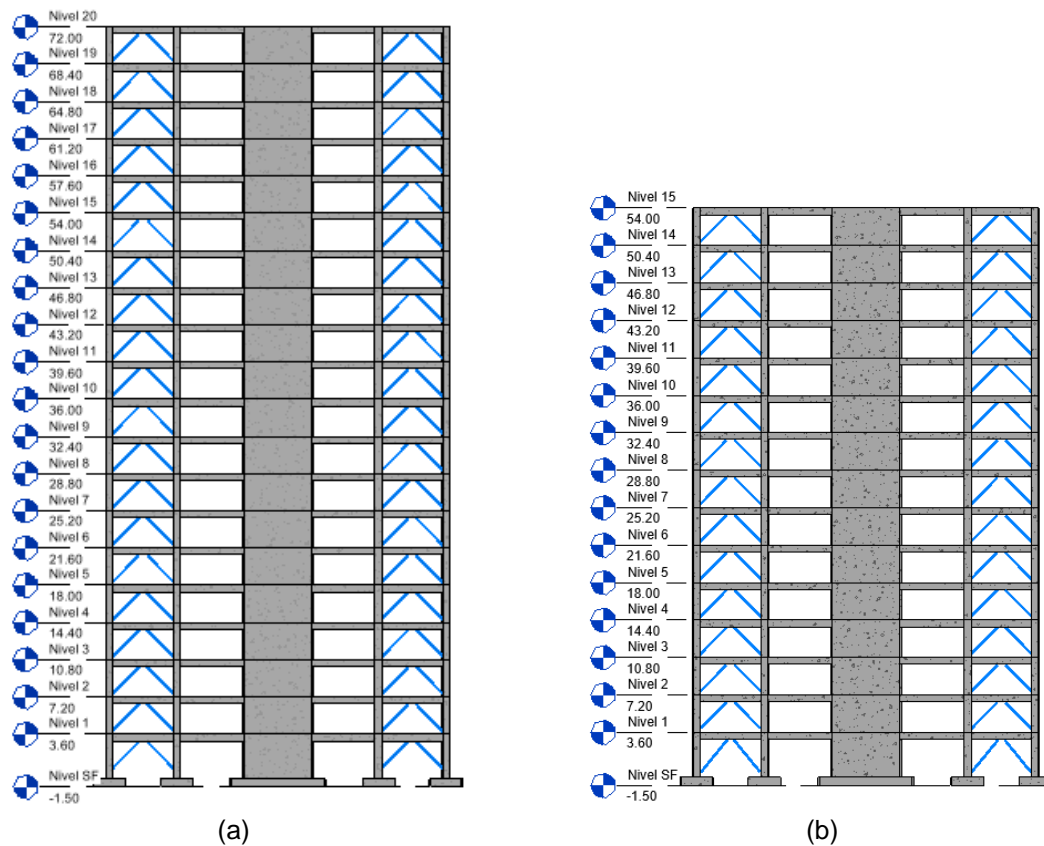 Nivel 20
72.00
Nivel 19
68.40
Nivel 18
64.80
Nivel 17
61.20
Nivel 16
57.60
Nivel 15
54.00
Nivel 14
50.40
Nivel 13
46.80
Nivel 12
43.20
Nivel 11
39.60
Nivel 10
36.00
Nivel 9
32.40
Nivel 8
28.80
Nivel 7
25.20
Nivel 6
21.60
Nivel 5
18.00
Nivel 4
14.40
Nivel 3
10.80
Nivel 2
7.20
Nivel 1
3.60
Nivel SF
-1.50
(a)
Nivel 15
54.00
Nivel 14
50.40
Nivel 13
46.80
Nivel 12
43.20
Nivel 11
39.60
Nivel 10
36.00
Nivel 9
32.40
Nivel 8
28.80
Nivel 7
25.20
Nivel 6
21.60
Nivel 5
18.00
Nivel 4
14.40
Nivel 3
10.80
Nivel 2
7.20
Nivel 1
3.60
Nivel SF
-1.50
(b)